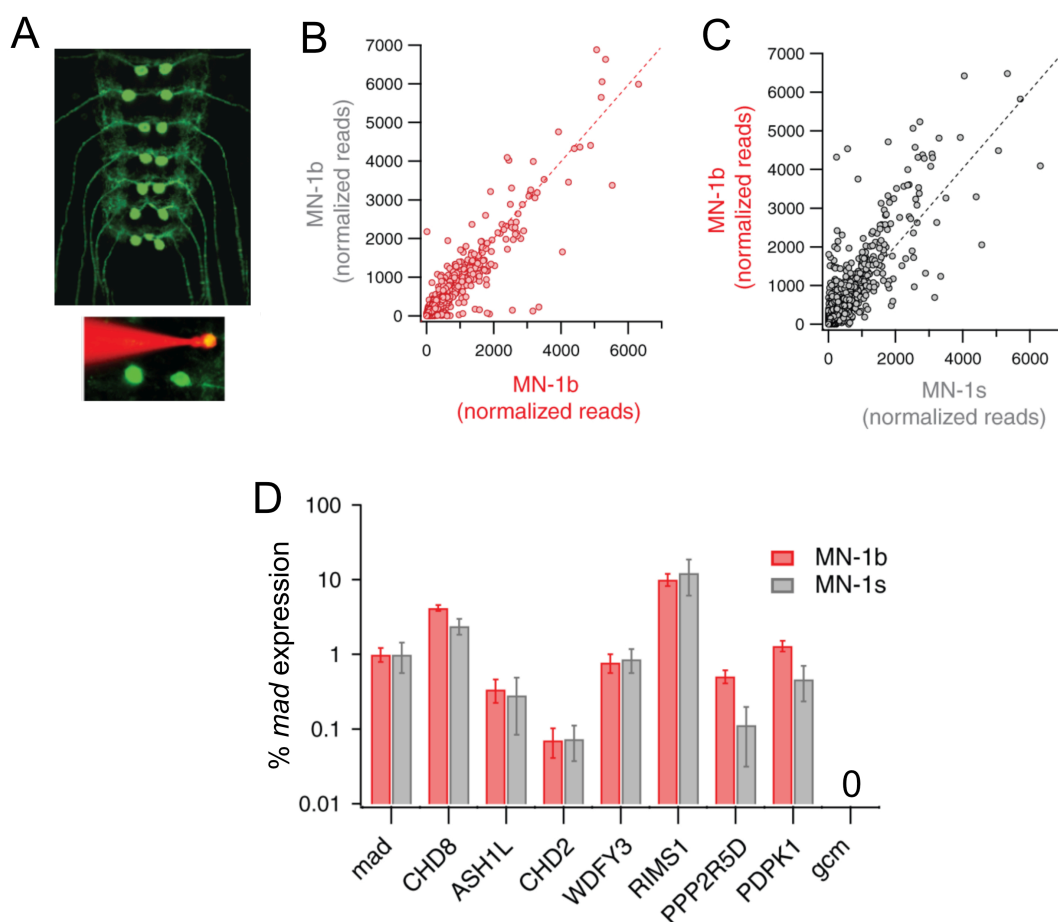 A
B
7000
6000
5000
4000
3000
2000
1000
0
MN-1b
(normalized reads)
0
2000
4000
6000
MN-1b
(normalized reads)
C
7000
6000
5000
4000
3000
2000
1000
0
MN-1b
(normalized reads)
0
2000
4000
6000
MN-1s
(normalized reads)
D
100
10
1
0.1
0.01
% mad expression
MN-1b
MN-1s
0
mad
CHD8
ASH1L
CHD2
WDFY3
RIMS1
PPP2R5D
PDPK1
gcm